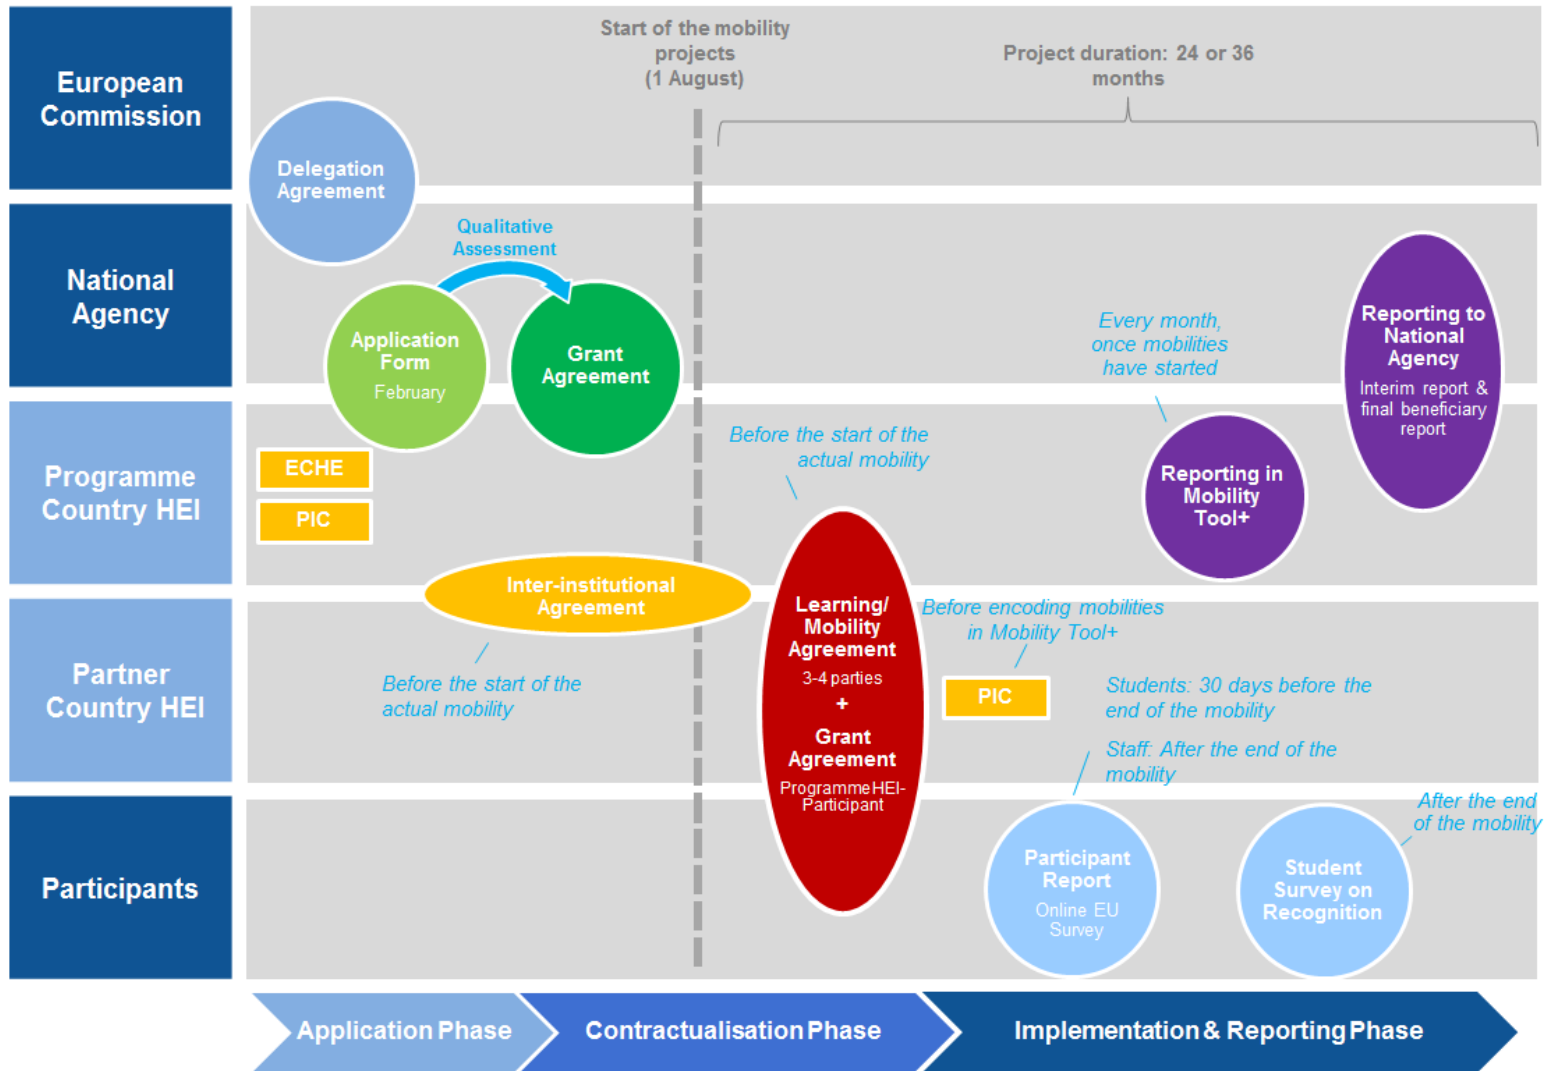 European
Commission
Start of the mobility
projects
(1 August)
Project duration: 24 or 36
months
Delegation
Agreement
National
Agency
Qualitative
Assessment
Application
Form
February
Grant
Agreement
Every month,
once mobilities
have started
Reporting to
National
Agency
Interim report &
final beneficiary
report
Programme
Country HEI
ECHE
PIC
Before the start of the
actual mobility
Reporting in
Mobility
Tool+
Inter-institutional
Agreement
Partner
Country HEI
Before the start of the
actual mobility
Learning/
Mobility
Agreement
3-4 parties
+
Grant
Agreement
ProgrammeHEI-
Participant
Before encoding mobilities
in Mobility Tool+
PIC
Students: 30 days before the
end of the mobility
Staff: After the end of the
mobility
Participants
Participant
Report
Online EU
Survey
After the end
of the mobility
Student
Survey on
Recognition
Application Phase
Contractualisation Phase
Implementation & Reporting Phase